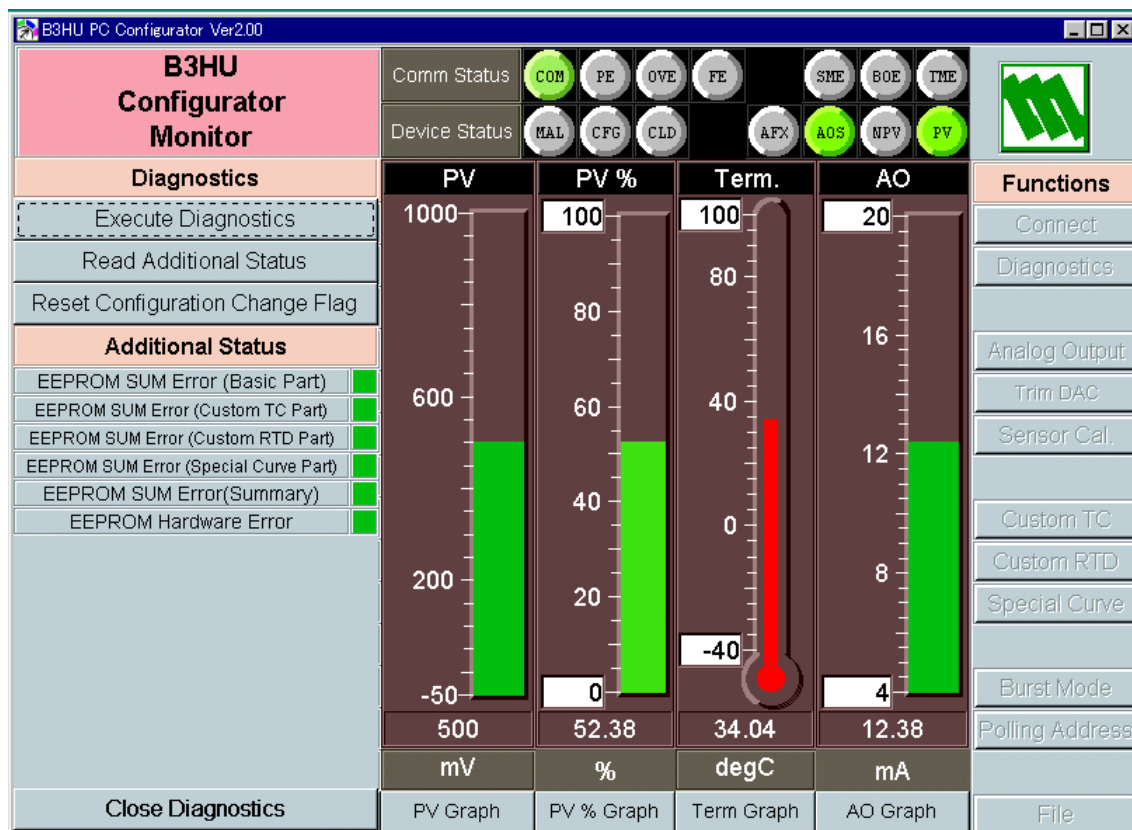 B3HU PC Configurator Ver2.00
B3HU
Configurator
Monitor
Comm Status
COM
PE
OVE
FE
SME
BOE
TME
Device Status
MAL
CFG
CLD
AFX
AOS
NPV
PV
Diagnostics
Execute Diagnostics
Read Additional Status
Reset Configuration Change Flag
Additional Status
EEPROM SUM Error (Basic Part)
EEPROM SUM Error (Custom TC Part)
EEPROM SUM Error (Custom RTD Part)
EEPROM SUM Error (Special Curve Part)
EEPROM SUM Error(Summary)
EEPROM Hardware Error
Close Diagnostics
PV
1000
600
200
-50
500
mV
PV Graph
PV %
100
80
60
40
20
0
52.38
%
PV % Graph
Term.
100
80
40
0
-40
34.04
degC
Term Graph
AO
20
16
12
8
4
12.38
mA
AO Graph
Functions
Connect
Diagnostics
Analog Output
Trim DAC
Sensor Cal.
Custom TC
Custom RTD
Special Curve
Burst Mode
Polling Address
File